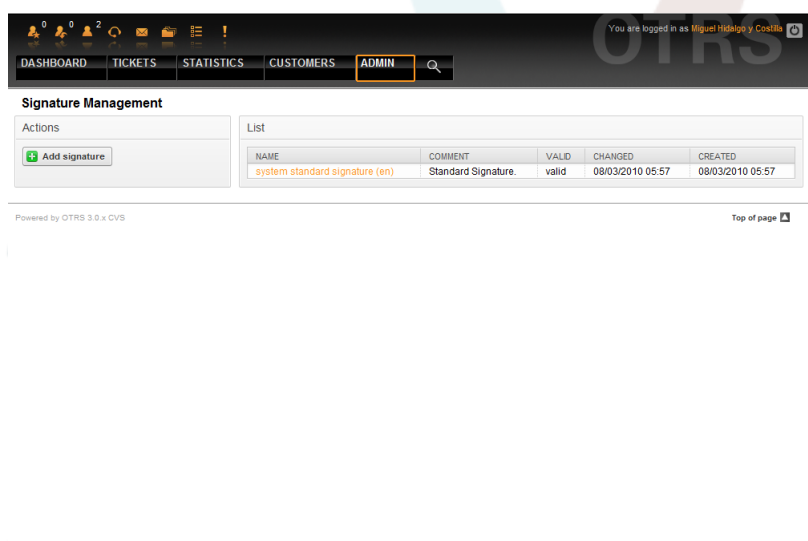 0 0 2
You are logged in as Miguel Hidalgo y Costilla
OTRS
DASHBOARD TICKETS STATISTICS CUSTOMERS ADMIN
Signature Management
Actions
Add signature
List
NAME COMMENT VALID CHANGED CREATED
system standard signature (en) Standard Signature. valid 08/03/2010 05:57 08/03/2010 05:57
Powered by OTRS 3.0.x CVS
Top of page